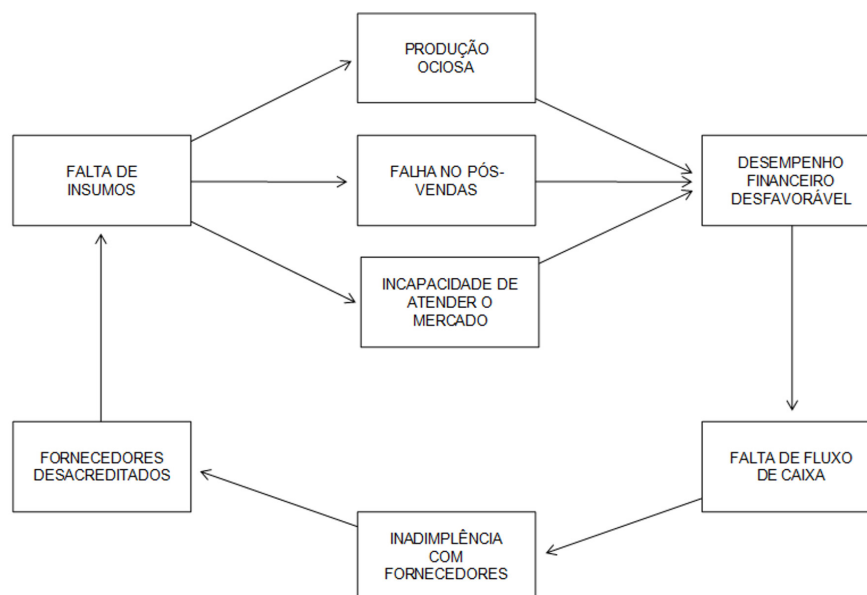 PRODUÇÃO
OCIOSA
FALTA DE
INSUMOS
FALHA NO PÓS-
VENDAS
DESEMPENHO
FINANCEIRO
DESFAVORÁVEL
INCAPACIDADE DE
ATENDER O
MERCADO
FORNECEDORES
DESACREDITADOS
FALTA DE FLUXO
DE CAIXA
INADIMPLÊNCIA
COM
FORNECEDORES